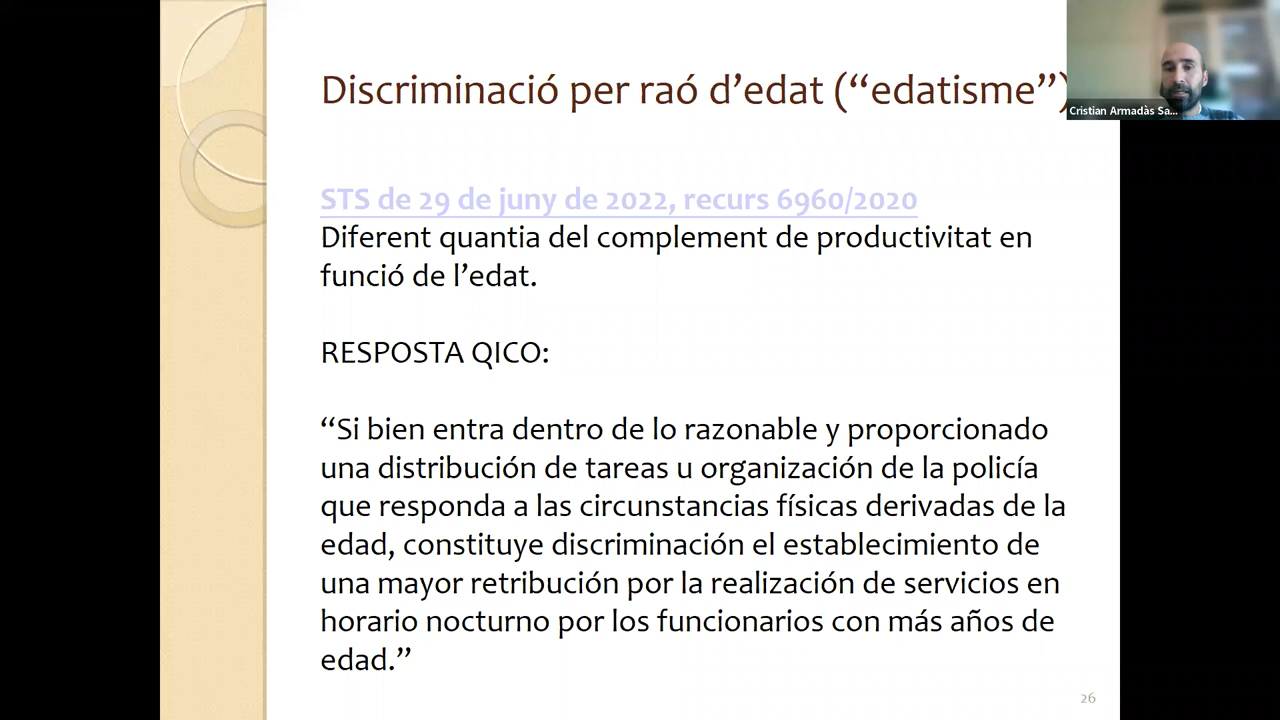 Discriminació per raó d’edat (“edatisme”)
Cristian Armadàs Sa...
STS de 29 de juny de 2022, recurs 6960/2020
Diferent quantia del complement de productivitat en
funció de l’edat.
RESPOSTA QICO:
“Si bien entra dentro de lo razonable y proporcionado
una distribución de tareas u organización de la policía
que responda a las circunstancias físicas derivadas de la
edad, constituye discriminación el establecimiento de
una mayor retribución por la realización de servicios en
horario nocturno por los funcionarios con más años de
edad.”
26